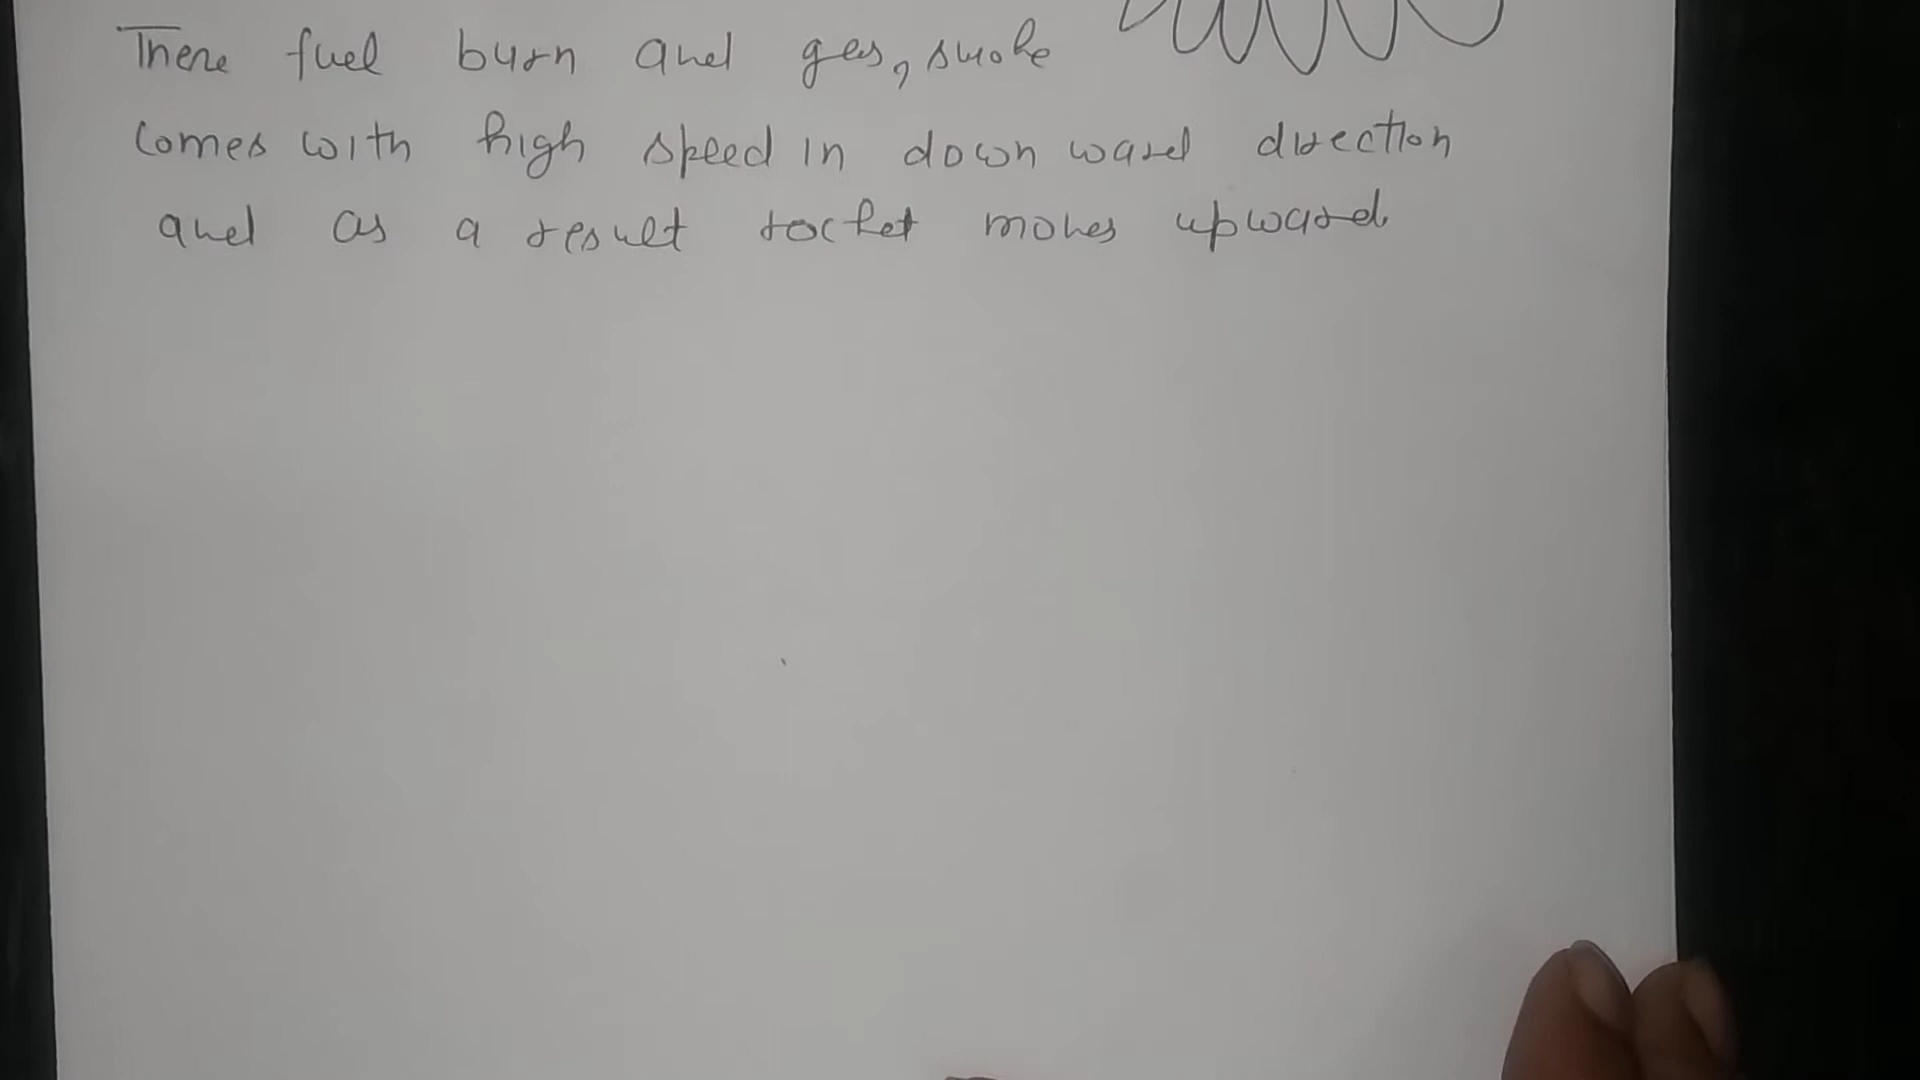 There fuel burn and gas, smoke
comes with high speed in down ward direction
and as a result rocket moves upward.